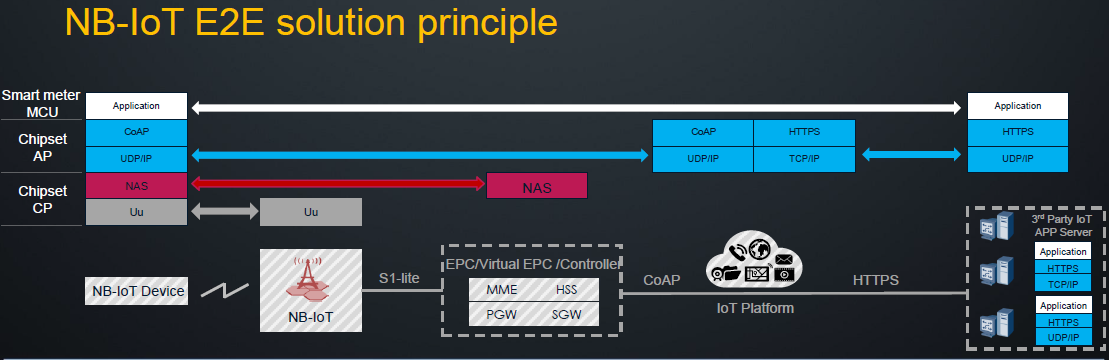 NB-IoT E2E solution principle
Smart meter
MCU
Application
Application
Chipset
AP
CoAP
CoAP
HTTPS
HTTPS
UDP/IP
UDP/IP
TCP/IP
UDP/IP
Chipset
CP
NAS
NAS
Uu
Uu
NB-IoT Device
NB-IoT
S1-lite
EPC/Virtual EPC /Controller
MME
HSS
PGW
SGW
CoAP
IoT Platform
HTTPS
3rd Party IoT
APP Server
Application
HTTPS
TCP/IP
Application
HTTPS
UDP/IP